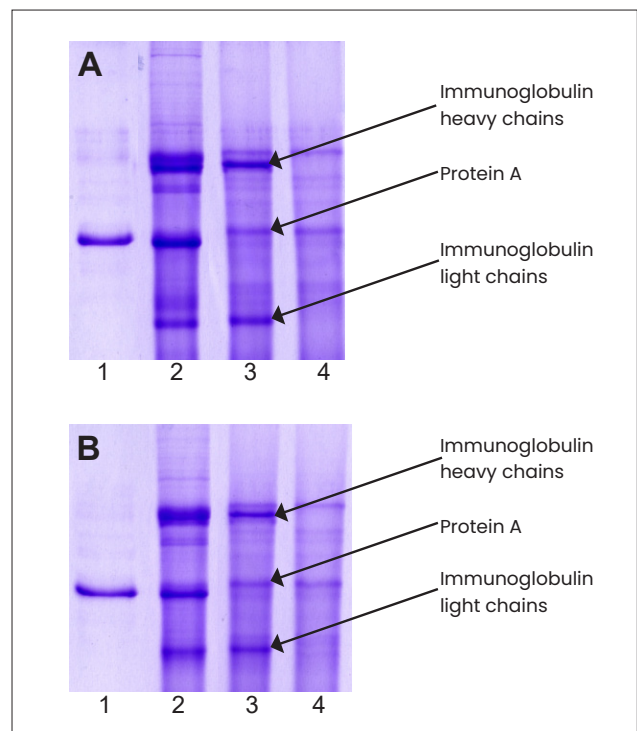 A
Immunoglobulin
heavy chains
Protein A
Immunoglobulin
light chains
1 2 3 4
B
Immunoglobulin
heavy chains
Protein A
Immunoglobulin
light chains
1 2 3 4